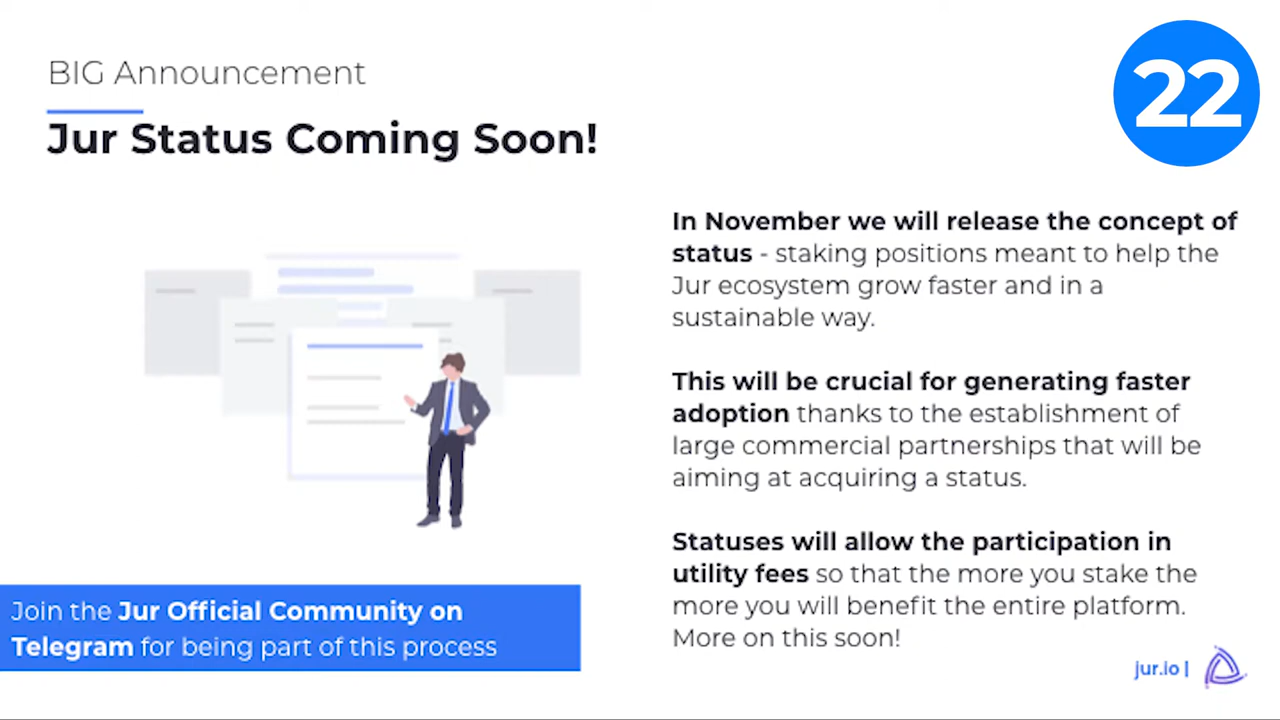 BIG Announcement
22
Jur Status Coming Soon!
In November we will release the concept of
status - staking positions meant to help the
Jur ecosystem grow faster and in a
sustainable way.
This will be crucial for generating faster
adoption thanks to the establishment of
large commercial partnerships that will be
aiming at acquiring a status.
Statuses will allow the participation in
utility fees so that the more you stake the
more you will benefit the entire platform.
More on this soon!
Join the Jur Official Community on
Telegram for being part of this process
jur.io |